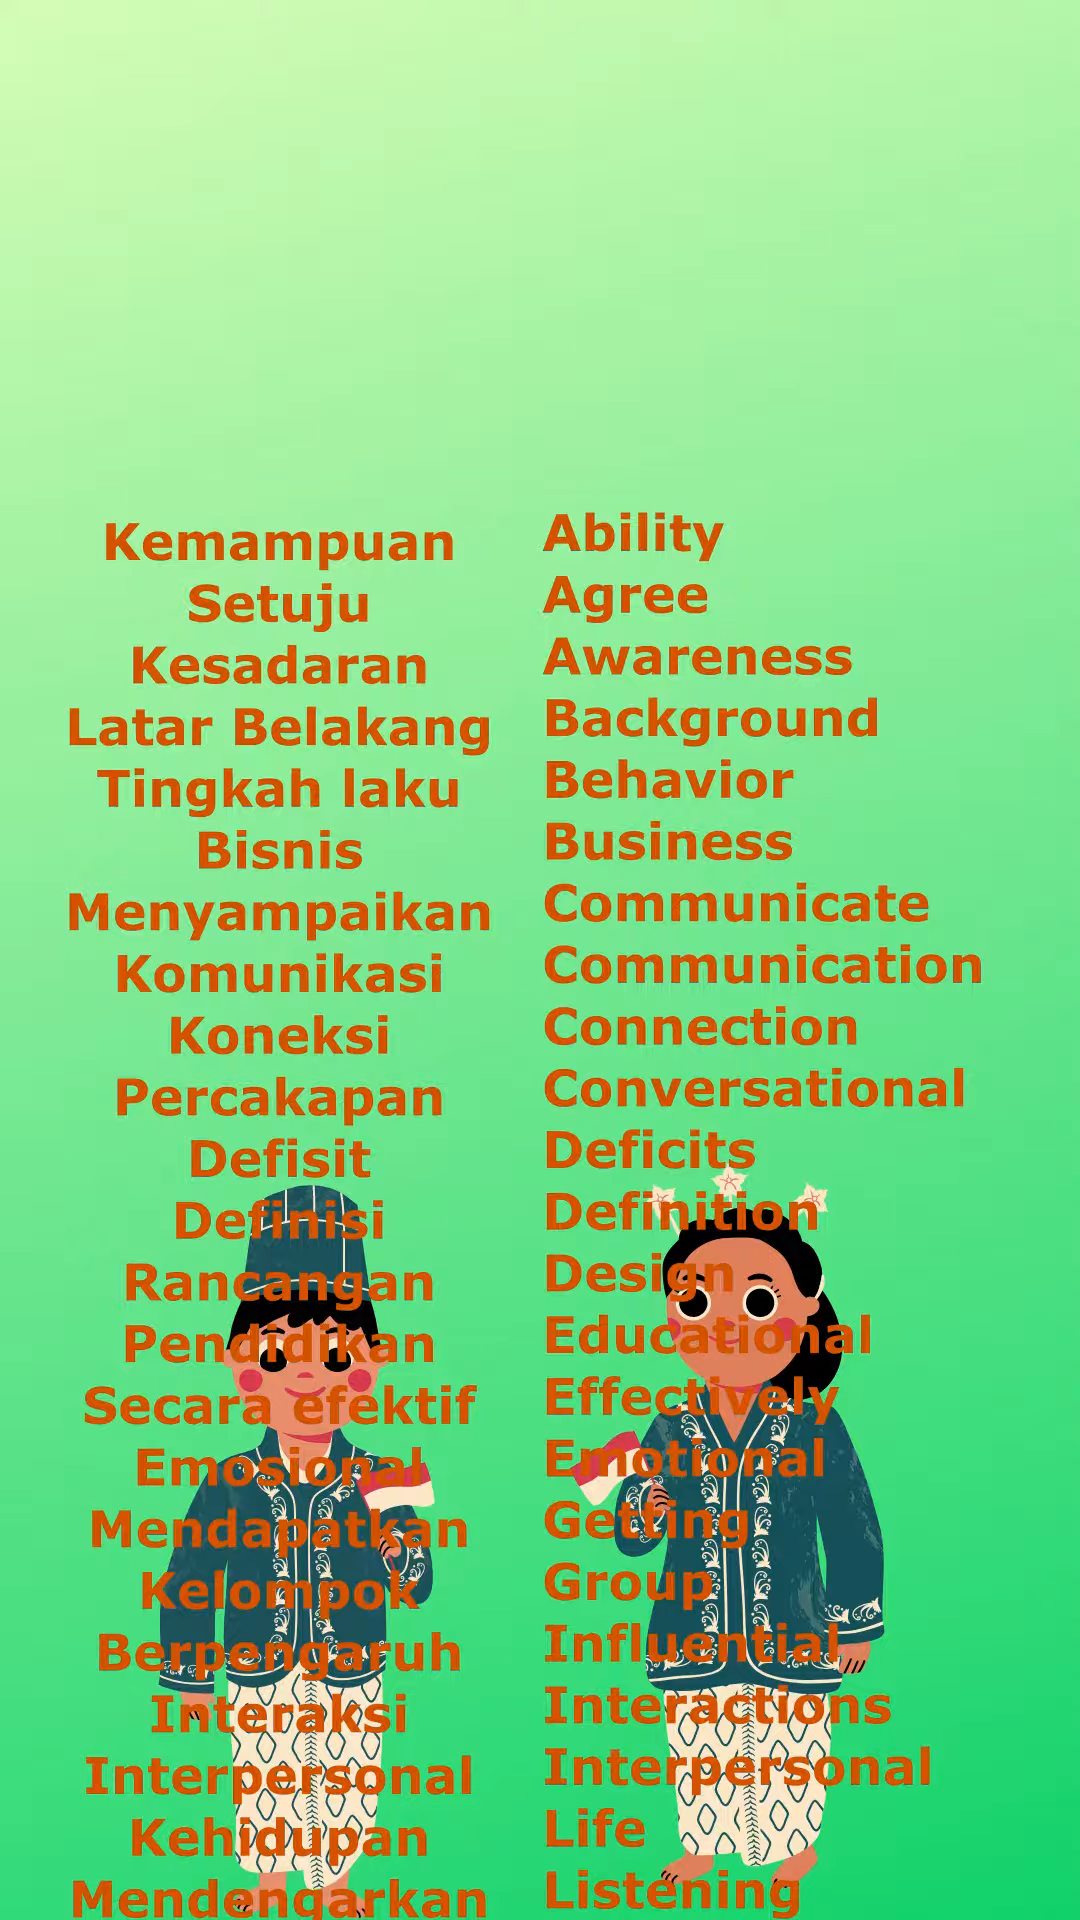 Kemampuan
Setuju
Kesadaran
Latar Belakang
Tingkah laku
Bisnis
Menyampaikan
Komunikasi
Koneksi
Percakapan
Defisit
Definisi
Rancangan
Pendidikan
Secara efektif
Emosional
Mendapatkan
Kelompok
Berpengaruh
Interaksi
Interpersonal
Kehidupan
Mendengarkan
Ability
Agree
Awareness
Background
Behavior
Business
Communicate
Communication
Connection
Conversational
Deficits
Definition
Design
Educational
Effectively
Emotional
Getting
Group
Influential
Interactions
Interpersonal
Life
Listening